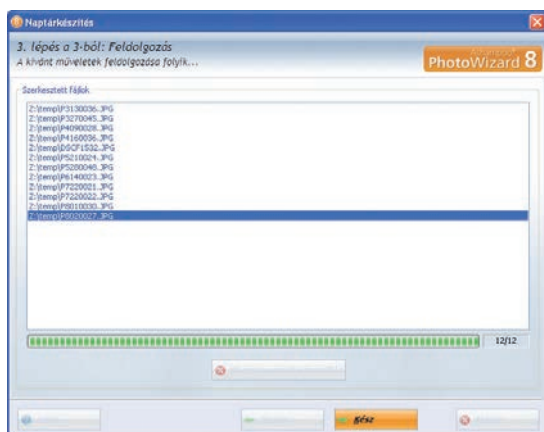 Naptárkészítés
3. lépés a 3-ból: Feldolgozás
A kívánt műveletek feldolgozása folyik...
PhotoWizard 8
Szerkesztett fájlok
Z:\temp\P3130036.JPG
Z:\temp\P3270045.JPG
Z:\temp\P4090028.JPG
Z:\temp\P4160036.JPG
Z:\temp\DSCF1532.JPG
Z:\temp\P5210024.JPG
Z:\temp\P5280048.JPG
Z:\temp\P6140023.JPG
Z:\temp\P7220021.JPG
Z:\temp\P7220022.JPG
Z:\temp\P8010030.JPG
Z:\temp\P8020027.JPG
12/12
Kész